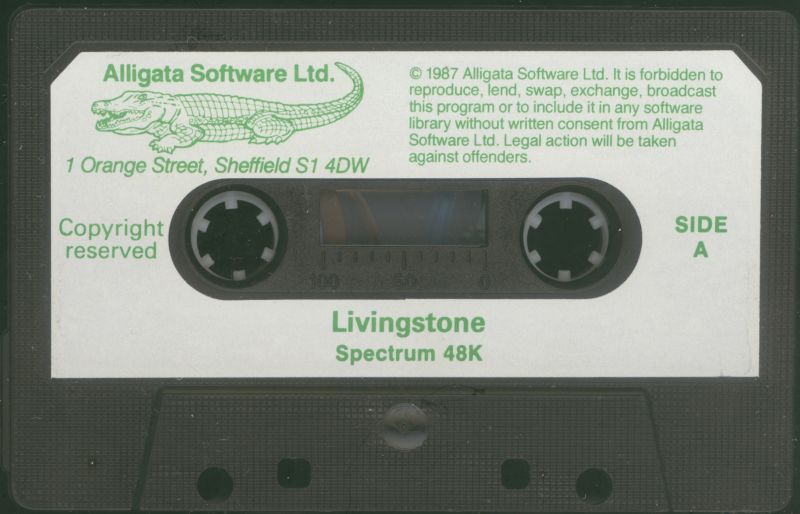 Alligata Software Ltd.
1 Orange Street, Sheffield S1 4DW
© 1987 Alligata Software Ltd. It is forbidden to
reproduce, lend, swap, exchange, broadcast
this program or to include it in any software
library without written consent from Alligata
Software Ltd. Legal action will be taken
against offenders.
Copyright
reserved
SIDE
A
100 50 0
Livingstone
Spectrum 48K